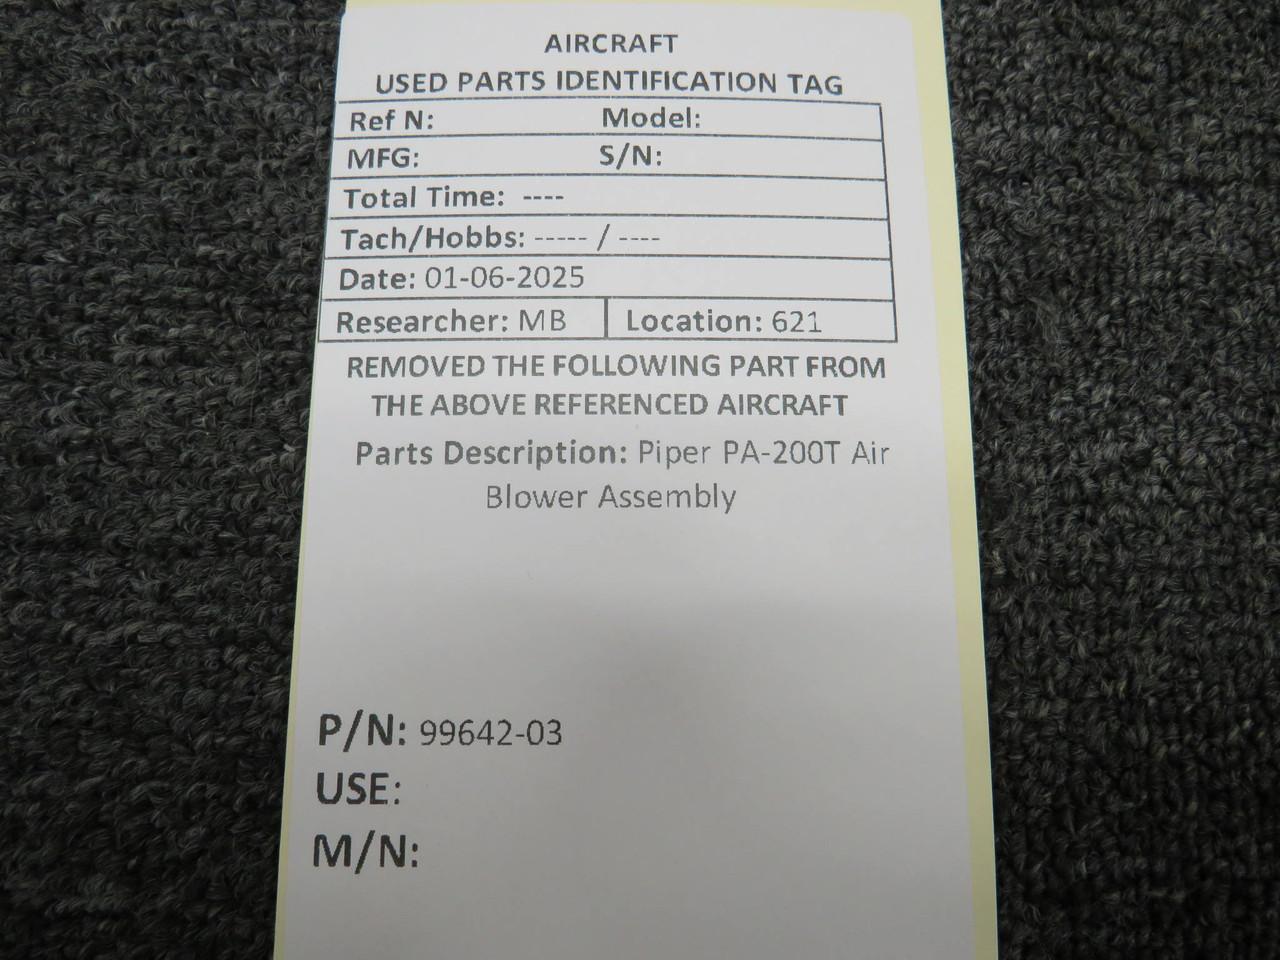 AIRCRAFT
USED PARTS IDENTIFICATION TAG
Ref N: Model:
MFG: S/N:
Total Time: ----
Tach/Hobbs: ----- / ----
Date: 01-06-2025
Researcher: MB Location: 621
REMOVED THE FOLLOWING PART FROM
THE ABOVE REFERENCED AIRCRAFT
Parts Description: Piper PA-200T Air
Blower Assembly
P/N: 99642-03
USE:
M/N: